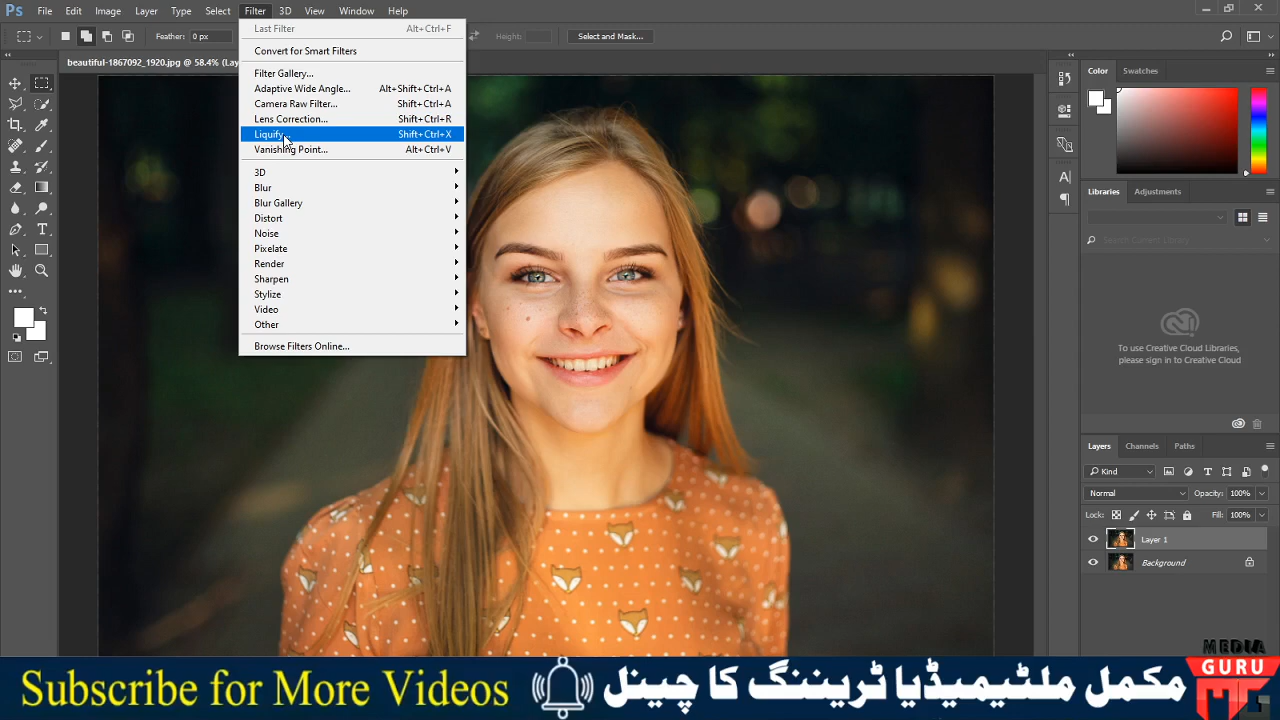 Ps File Edit Image Layer Type Select Filter 3D View Window Help
Feather: 0 px Height: Select and Mask...
beautiful-1867092_1920.jpg @ 58.4% (Lay
Last Filter Alt+Ctrl+F
Convert for Smart Filters
Filter Gallery...
Adaptive Wide Angle... Alt+Shift+Ctrl+A
Camera Raw Filter... Shift+Ctrl+A
Lens Correction... Shift+Ctrl+R
Liquify... Shift+Ctrl+X
Vanishing Point... Alt+Ctrl+V
3D
Blur
Blur Gallery
Distort
Noise
Pixelate
Render
Sharpen
Stylize
Video
Other
Browse Filters Online...
Color Swatches
Libraries Adjustments
Search Current Library
To use Creative Cloud Libraries,
please sign in to Creative Cloud
Layers Channels Paths
Kind
Normal Opacity: 100%
Lock: Fill: 100%
Layer 1
Background
Subscribe for More Videos
مکمل ملٹیمیڈیا ٹریننگ کا چینل
MEDIA
GURU
MG